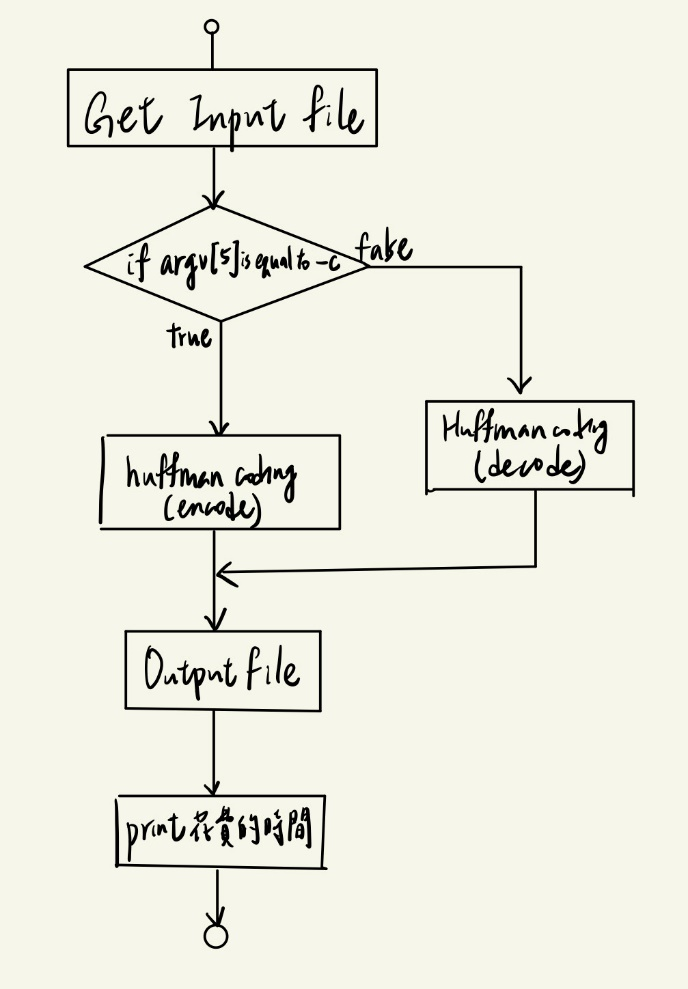 Get Input file
if argv[5] is equal to -c
false
true
Huffman coding
(decode)
huffman coding
(encode)
Output file
print 花費的時間